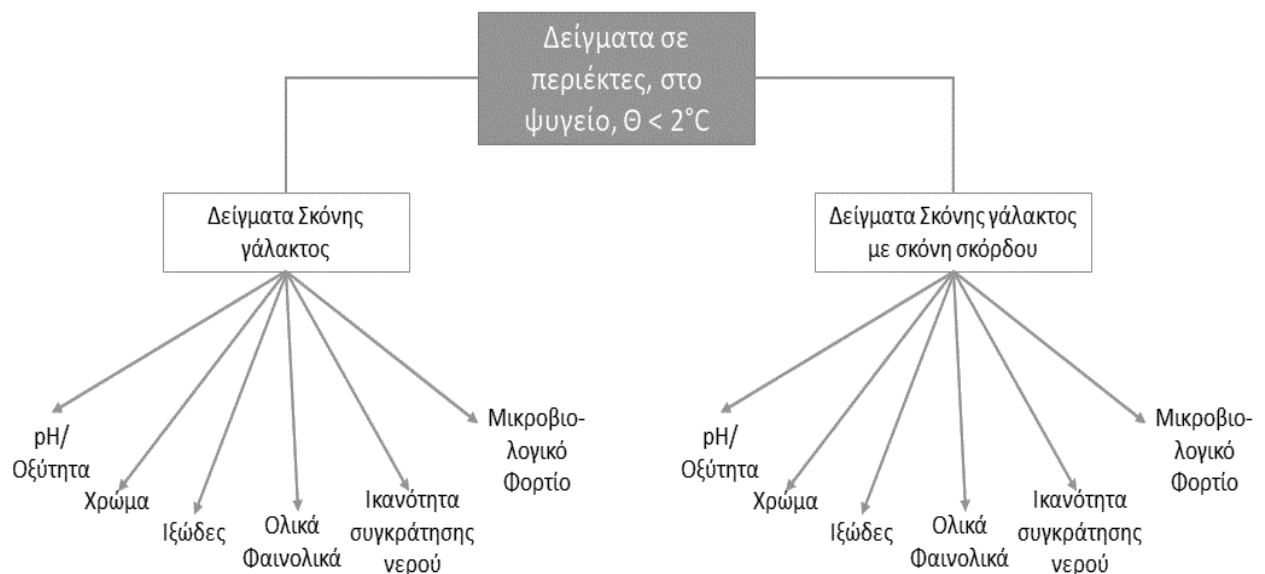 Δείγματα σε
περιέκτες, στο
ψυγείο, Θ < 2°C
Δείγματα Σκόνης
γάλακτος
pH/
Οξύτητα
Χρώμα
Ιξώδες
Ολικά
Φαινολικά
Ικανότητα
συγκράτησης
νερού
Μικροβιο-
λογικό
Φορτίο
Δείγματα Σκόνης γάλακτος
με σκόνη σκόρδου
pH/
Οξύτητα
Χρώμα
Ιξώδες
Ολικά
Φαινολικά
Ικανότητα
συγκράτησης
νερού
Μικροβιο-
λογικό
Φορτίο